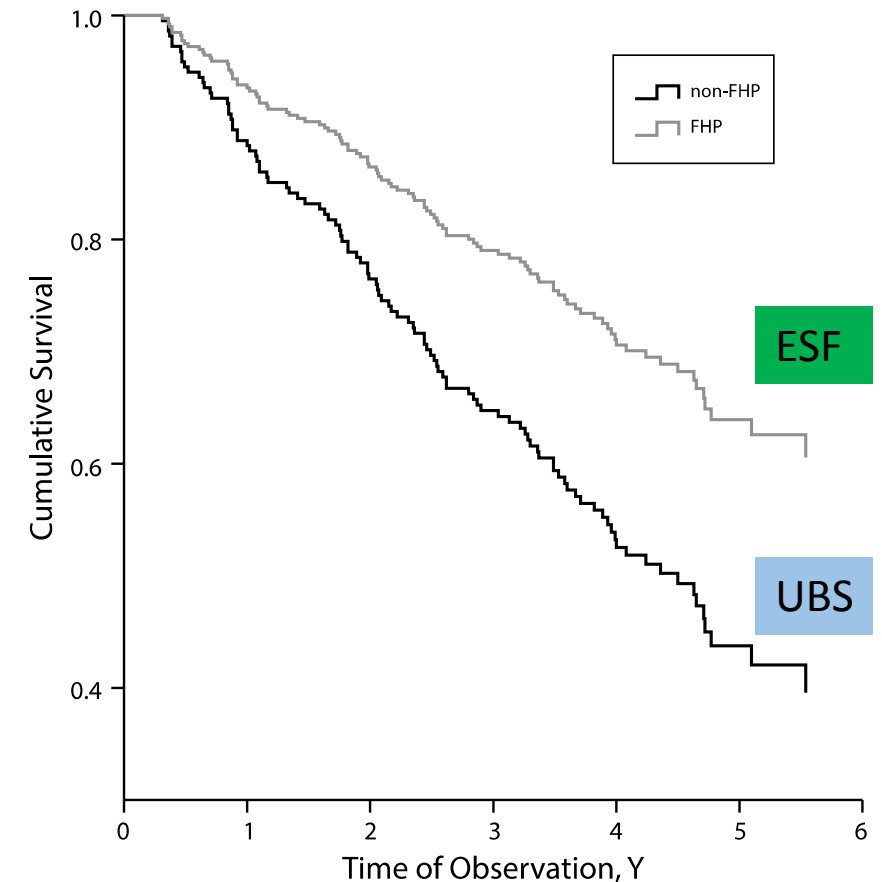 1.0
non-FHP
FHP
0.8
ESF
Cumulative Survival
0.6
UBS
0.4
0 1 2 3 4 5 6
Time of Observation, Y